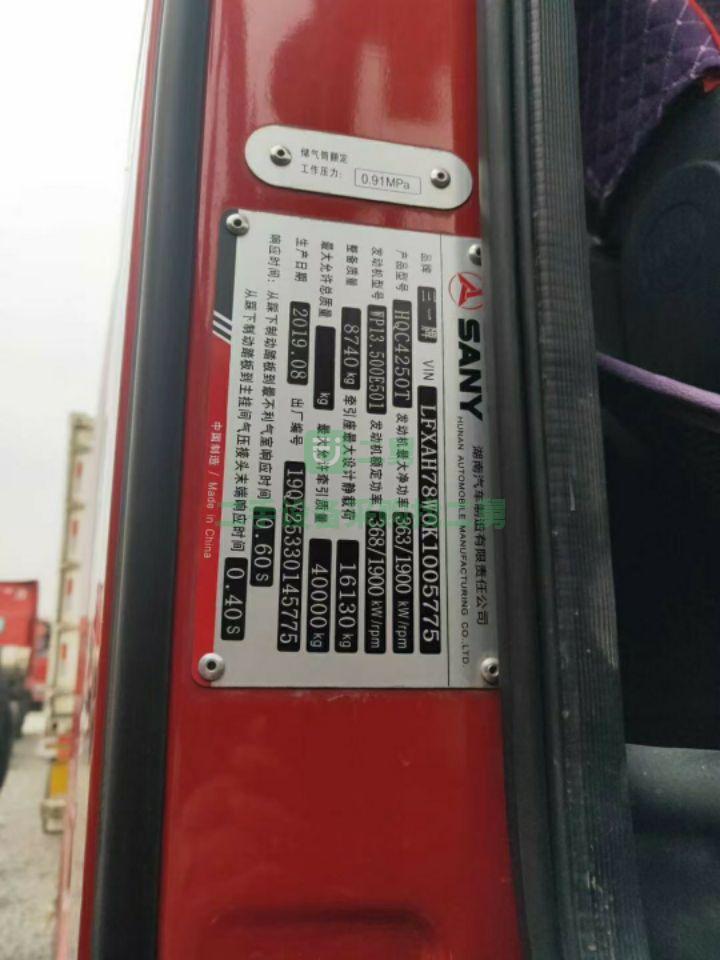 储气筒额定
工作压力: 0.91MPa
SANY 湖南汽车制造有限责任公司
HUNAN AUTOMOBILE MANUFACTURING CO.,LTD.
品牌 三一牌 VIN LFXAH78W0K1005775
产品型号 HQC4250T 发动机最大净功率 363/1900 kW/rpm
发动机型号 WP13.500E501 发动机额定功率 368/1900 kW/rpm
整备质量 8740 kg 牵引座最大设计静载荷 16130 kg
最大允许总质量 kg 最大允许牵引质量 40000 kg
生产日期 2019.08 出厂编号 19QY25330145775
响应时间: 从踩下制动踏板到最不利气室响应时间 0.60 S
从踩下制动踏板到主挂间气压接头末端响应时间 0.40 S
中国制造 / Made in China